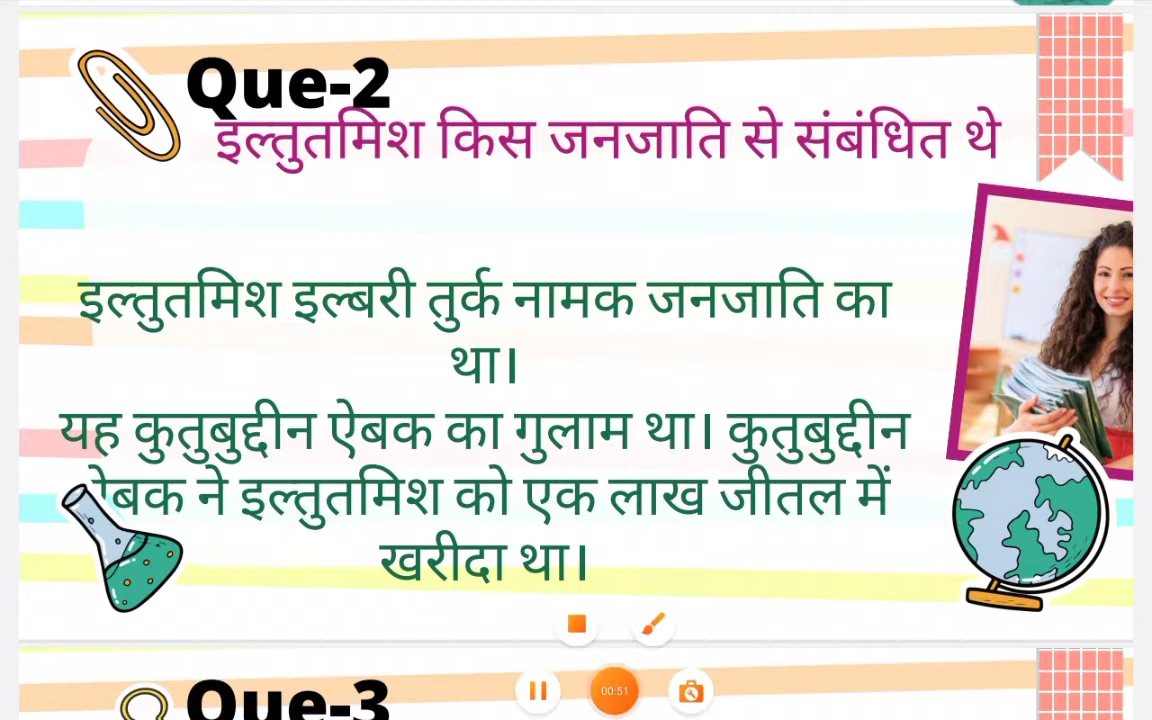 Que-2
इल्तुतमिश किस जनजाति से संबंधित थे
इल्तुतमिश इल्बरी तुर्क नामक जनजाति का
था।
यह कुतुबुद्दीन ऐबक का गुलाम था। कुतुबुद्दीन
ऐबक ने इल्तुतमिश को एक लाख जीतल में
खरीदा था।
00:51
Que-3